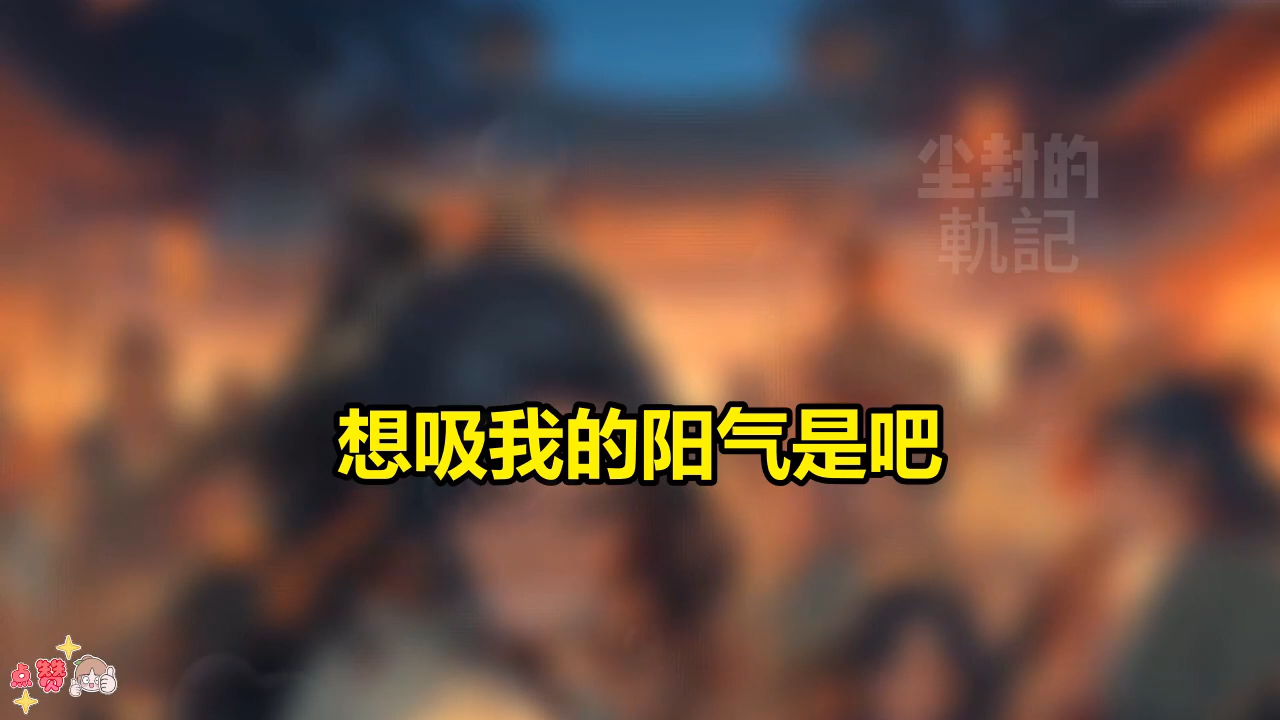 尘封的
軌記
想吸我的阳气是吧
点赞